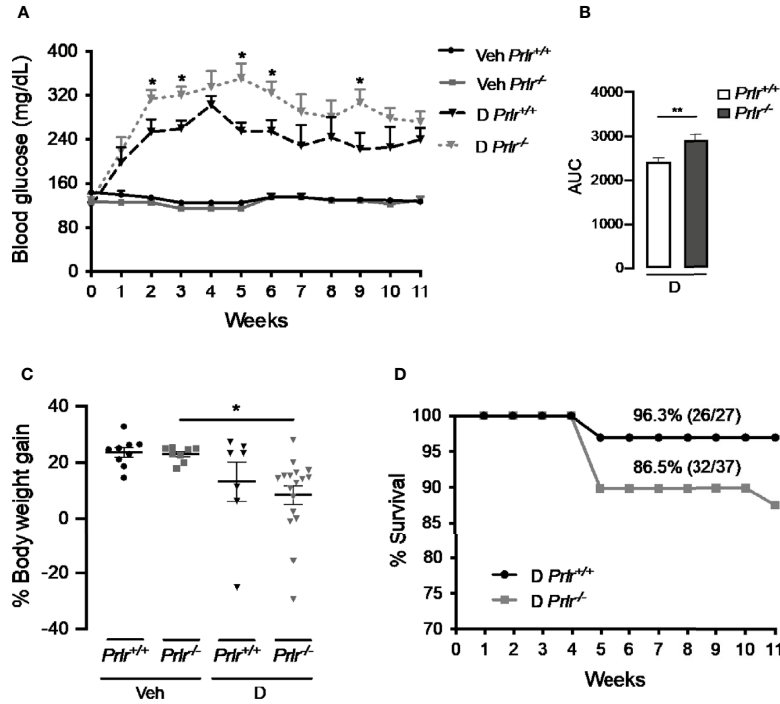 A
Blood glucose (mg/dL)
400
320
240
160
80
0
* * * * *
0 1 2 3 4 5 6 7 8 9 10 11
Weeks
Veh Prlr+/+
Veh Prlr-/-
D Prlr+/+
D Prlr-/-
B
AUC
4000
3000
2000
1000
0
**
D
Prlr+/+
Prlr-/-
C
% Body weight gain
40
20
0
-20
-40
*
Prlr+/+ Prlr-/- Prlr+/+ Prlr-/-
Veh D
D
% Survival
100
95
90
85
80
75
70
96.3% (26/27)
86.5% (32/37)
D Prlr+/+
D Prlr-/-
0 1 2 3 4 5 6 7 8 9 10 11
Weeks